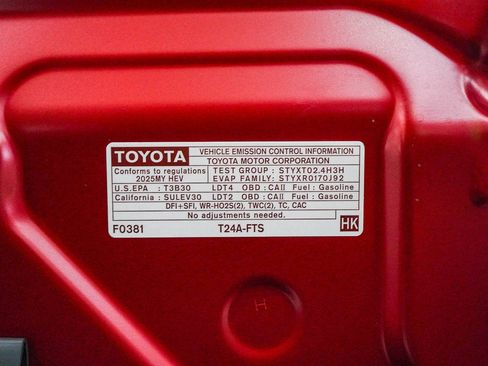 TOYOTA VEHICLE EMISSION CONTROL INFORMATION
TOYOTA MOTOR CORPORATION
Conforms to regulations TEST GROUP : STYXT02.4H3H
2025MY HEV EVAP FAMILY: STYXR0170J92
U.S.EPA : T3B30 LDT4 OBD : CAII Fuel : Gasoline
California : SULEV30 LDT2 OBD : CAII Fuel : Gasoline
DFI+SFI, WR-HO2S(2), TWC(2), TC, CAC
No adjustments needed.
F0381 T24A-FTS HK
H